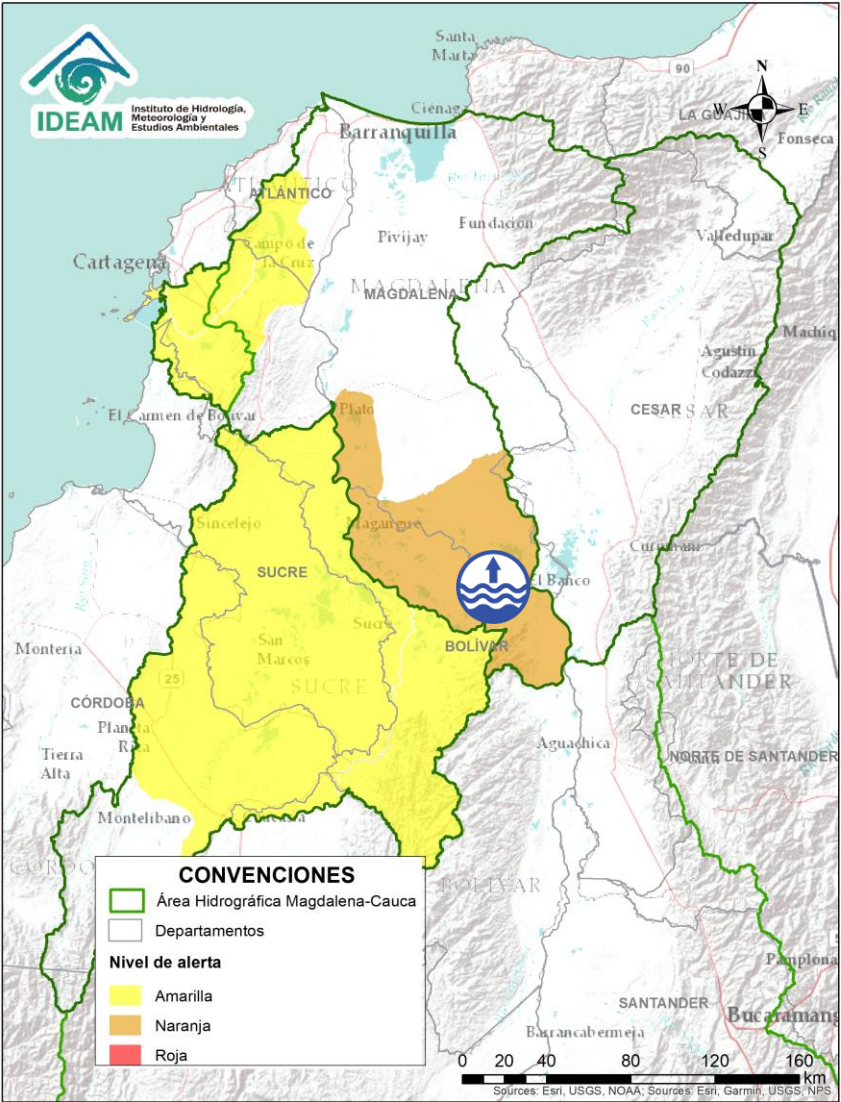 IDEAM
Instituto de Hidrología,
Meteorología y
Estudios Ambientales
Santa
Marta
90
N
W
E
S
Ciénaga
LA GUAJI
Barranquilla
Fonseca
ATLÁNTICO
Fundación
Pivijay
Valledupar
Campo de
la Cruz
Cartagena
MAGDALENA
MAGDALENA
Machiq
Agustín
Codazzi
CESAR
CESAR
El Carmen de Bolívar
Plato
Sincelejo
Magangué
Curumaní
SUCRE
El Banco
Sucre
BOLÍVAR
Montería
San
Marcos
NORTE DE
SANTANDER
SUCRE
25
CÓRDOBA
Planeta
Rica
Tierra
Alta
Aguachica
NORTE DE SANTANDER
Montelíbano
BOLÍVAR
CONVENCIONES
Área Hidrográfica Magdalena-Cauca
Departamentos
Nivel de alerta
Amarilla
Naranja
Roja
Pamplona
SANTANDER
Bucaramang
Barrancabermeja
0 20 40 80 120 160
km
Sources: Esri, USGS, NOAA; Sources: Esri, Garmin, USGS, NPS